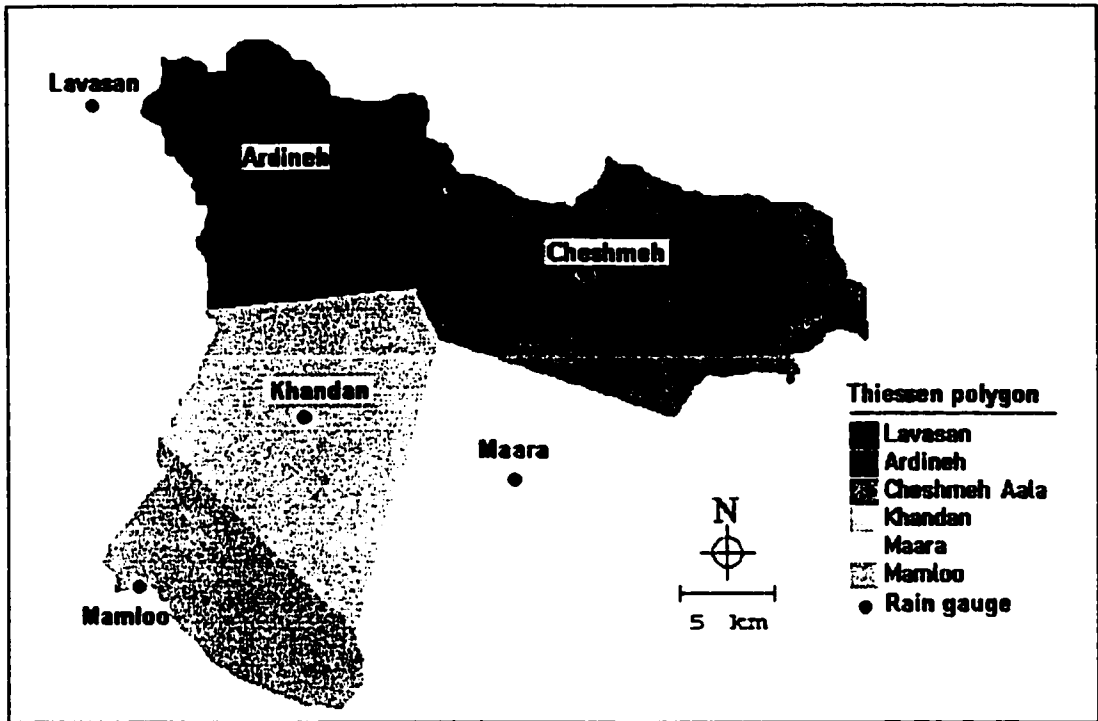 Lavasan
Ardineh
Cheshmeh
Khandan
Maara
Mamloo
Thiessen polygon
Lavasan
Ardineh
Cheshmeh Aala
Khandan
Maara
Mamloo
Rain gauge
N
5 km